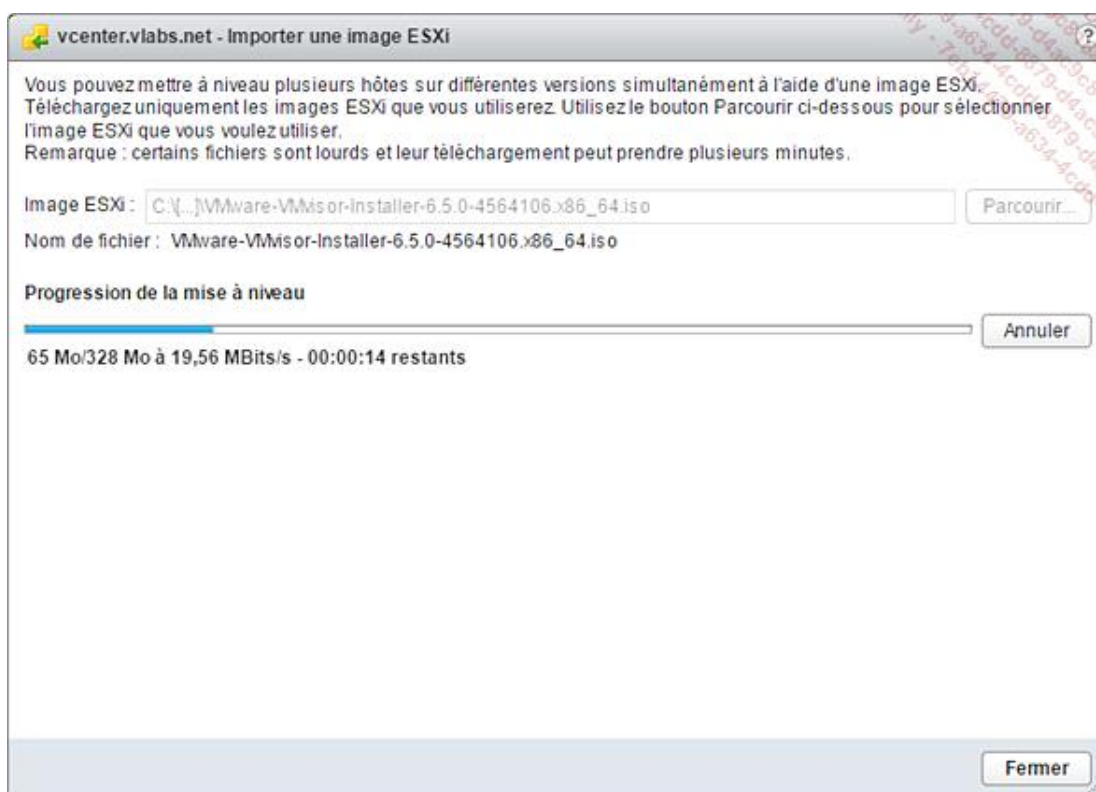 vcenter.vlabs.net - Importer une image ESXi
?
Vous pouvez mettre à niveau plusieurs hôtes sur différentes versions simultanément à l'aide d'une image ESXi.
Téléchargez uniquement les images ESXi que vous utiliserez. Utilisez le bouton Parcourir ci-dessous pour sélectionner
l'image ESXi que vous voulez utiliser.
Remarque : certains fichiers sont lourds et leur téléchargement peut prendre plusieurs minutes.
Image ESXi : C:\[...]\VMware-VMvisor-Installer-6.5.0-4564106.x86_64.iso Parcourir...
Nom de fichier : VMware-VMvisor-Installer-6.5.0-4564106.x86_64.iso
Progression de la mise à niveau
Annuler
65 Mo/328 Mo à 19,56 MBits/s - 00:00:14 restants
Fermer